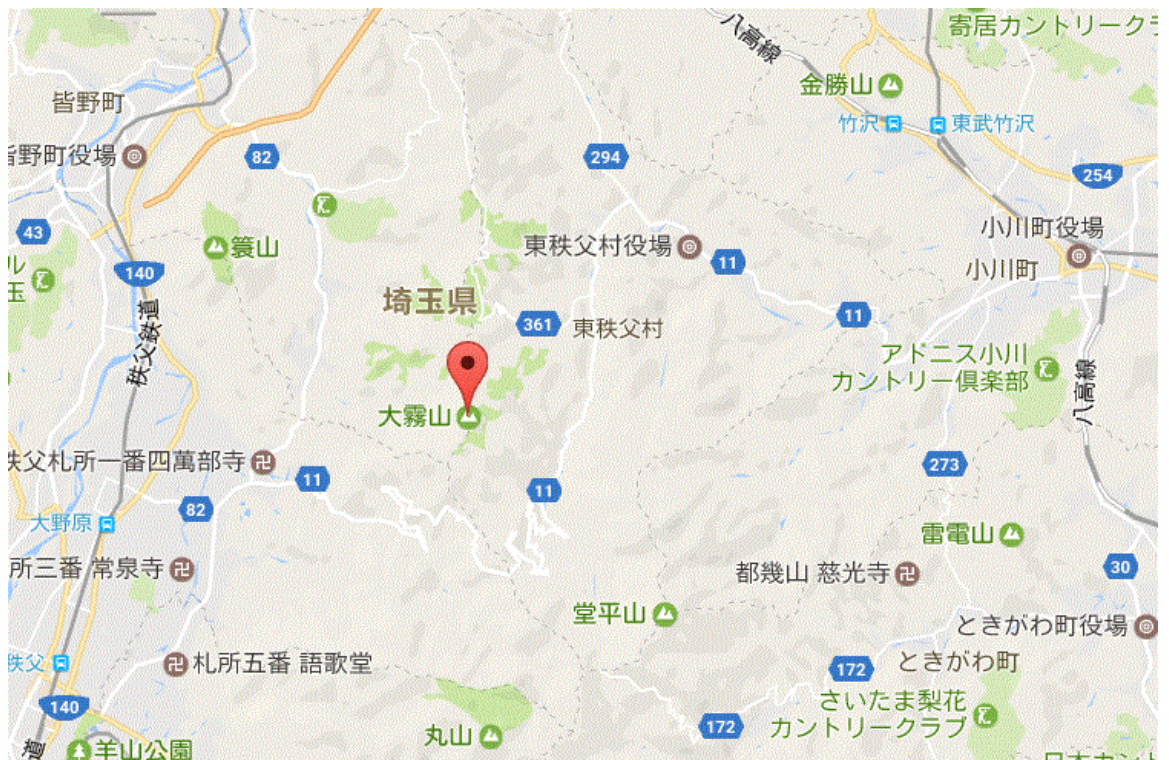 八高線
寄居カントリークラ
金勝山
皆野町
竹沢
東武竹沢
皆野町役場
82
294
254
43
小川町役場
簑山
東秩父村役場
11
小川町
140
ル
玉
埼玉県
361
東秩父村
11
秩父鉄道
アドニス小川
カントリー倶楽部
八高線
大霧山
秩父札所一番四萬部寺
11
273
11
82
大野原
雷電山
所三番 常泉寺
都幾山 慈光寺
30
堂平山
ときがわ町役場
秩父
札所五番 語歌堂
172
ときがわ町
140
さいたま梨花
カントリークラブ
172
丸山
道
羊山公園
日本カント